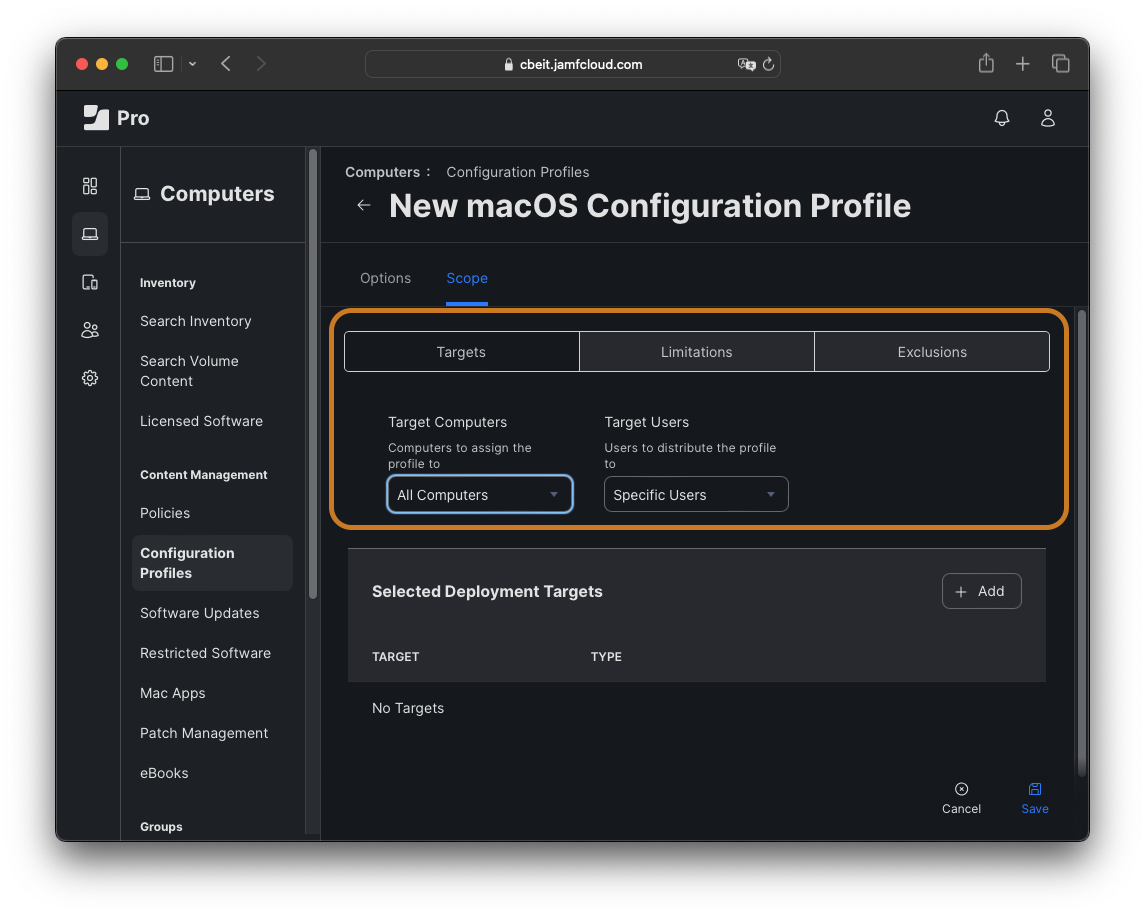 cbeit.jamfcloud.com
Pro
Computers
Inventory
Search Inventory
Search Volume
Content
Licensed Software
Content Management
Policies
Configuration
Profiles
Software Updates
Restricted Software
Mac Apps
Patch Management
eBooks
Groups
Computers : Configuration Profiles
New macOS Configuration Profile
Options Scope
Targets Limitations Exclusions
Target Computers Target Users
Computers to assign the Users to distribute the profile
profile to to
All Computers Specific Users
Selected Deployment Targets Add
TARGET TYPE
No Targets
Cancel Save